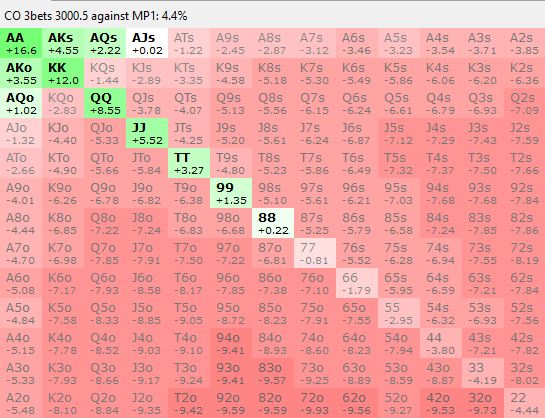 CO 3bets 3000.5 against MP1: 4.4%
AA AKs AQs AJs ATs A9s A8s A7s A6s A5s A4s A3s A2s
+16.6 +4.55 +2.22 +0.02 -1.22 -2.45 -2.87 -3.12 -3.46 -3.23 -3.54 -3.71 -3.85
AKo KK KQs KJs KTs K9s K8s K7s K6s K5s K4s K3s K2s
+3.55 +12.0 -1.44 -2.89 -3.35 -4.58 -5.18 -5.30 -5.49 -5.86 -6.06 -6.20 -6.36
AQo KQo QQ QJs QTs Q9s Q8s Q7s Q6s Q5s Q4s Q3s Q2s
+1.02 -2.83 +8.55 -3.78 -4.07 -5.13 -5.56 -6.15 -6.24 -6.61 -6.79 -6.93 -7.09
AJo KJo QJo JJ JTs J9s J8s J7s J6s J5s J4s J3s J2s
-1.32 -4.40 -5.33 +5.52 -4.25 -5.20 -5.61 -6.24 -6.87 -7.12 -7.29 -7.43 -7.59
ATo KTo QTo JTo TT T9s T8s T7s T6s T5s T4s T3s T2s
-2.66 -4.90 -5.66 -5.84 +3.27 -4.80 -5.23 -5.86 -6.49 -7.32 -7.37 -7.50 -7.66
A9o K9o Q9o J9o T9o 99 98s 97s 96s 95s 94s 93s 92s
-4.01 -6.26 -6.78 -6.82 -6.38 +1.35 -5.10 -5.61 -6.21 -7.03 -7.68 -7.68 -7.84
A8o K8o Q8o J8o T8o 98o 88 87s 86s 85s 84s 83s 82s
-4.44 -6.85 -7.22 -7.24 -6.83 -6.68 +0.22 -5.25 -5.79 -6.58 -7.24 -7.85 -7.86
A7o K7o Q7o J7o T7o 97o 87o 77 76s 75s 74s 73s 72s
-4.70 -6.98 -7.85 -7.91 -7.50 -7.22 -6.81 -0.81 -5.52 -6.28 -6.94 -7.55 -8.19
A6o K6o Q6o J6o T6o 96o 86o 76o 66 65s 64s 63s 62s
-5.08 -7.17 -7.93 -8.58 -8.17 -7.85 -7.38 -7.10 -1.79 -5.95 -6.59 -7.21 -7.84
A5o K5o Q5o J5o T5o 95o 85o 75o 65o 55 54s 53s 52s
-4.84 -7.58 -8.33 -8.85 -9.05 -8.72 -8.23 -7.91 -7.55 -2.95 -6.32 -6.93 -7.56
A4o K4o Q4o J4o T4o 94o 84o 74o 64o 54o 44 43s 42s
-5.15 -7.78 -8.52 -9.03 -9.10 -9.41 -8.93 -8.60 -8.23 -7.94 -3.80 -7.21 -7.82
A3o K3o Q3o J3o T3o 93o 83o 73o 63o 53o 43o 33 32s
-5.33 -7.93 -8.66 -9.17 -9.24 -9.41 -9.57 -9.25 -8.89 -8.59 -8.87 -4.19 -8.02
A2o K2o Q2o J2o T2o 92o 82o 72o 62o 52o 42o 32o 22
-5.48 -8.10 -8.84 -9.35 -9.42 -9.59 -9.59 -9.93 -9.56 -9.27 -9.53 -9.73 -4.44